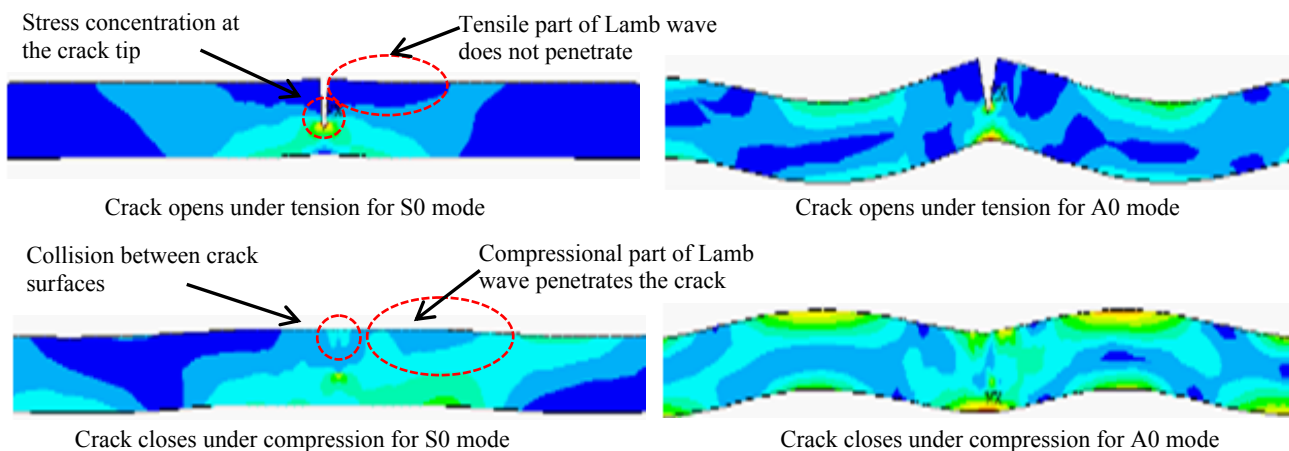 Stress concentration at
the crack tip
Tensile part of Lamb wave
does not penetrate
Crack opens under tension for S0 mode
Crack opens under tension for A0 mode
Collision between crack
surfaces
Compressional part of Lamb
wave penetrates the crack
Crack closes under compression for S0 mode
Crack closes under compression for A0 mode